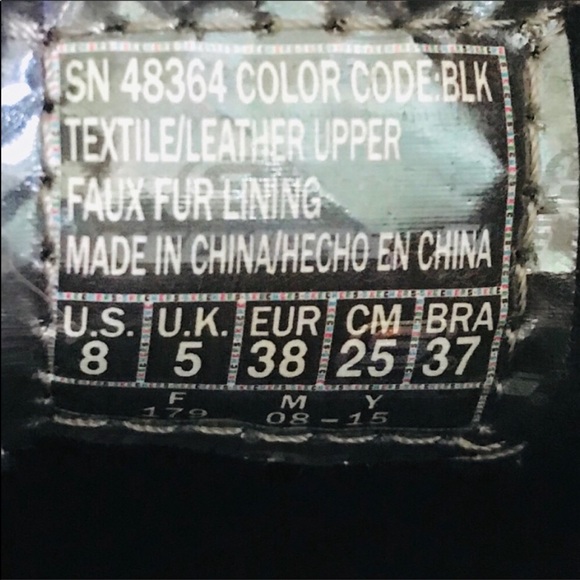 SN 48364 COLOR CODE:BLK
TEXTILE/LEATHER UPPER
FAUX FUR LINING
MADE IN CHINA/HECHO EN CHINA
U.S. U.K. EUR CM BRA
8 5 38 25 37
F M Y
179 08-15